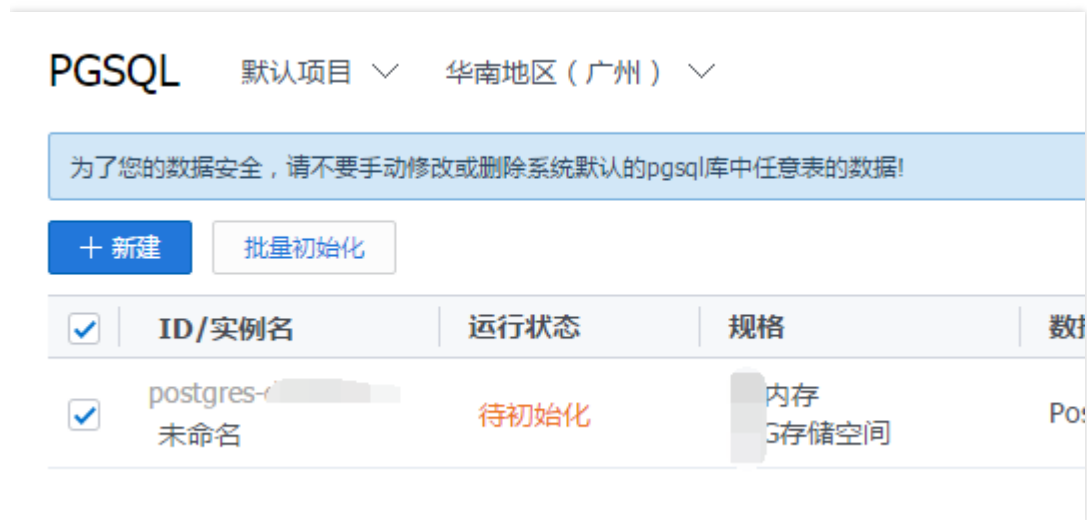 PGSQL 默认项目 华南地区（广州）
为了您的数据安全，请不要手动修改或删除系统默认的pgsql库中任意表的数据!
＋新建 批量初始化
ID/实例名 运行状态 规格
postgres- 待初始化 内存
未命名 G存储空间